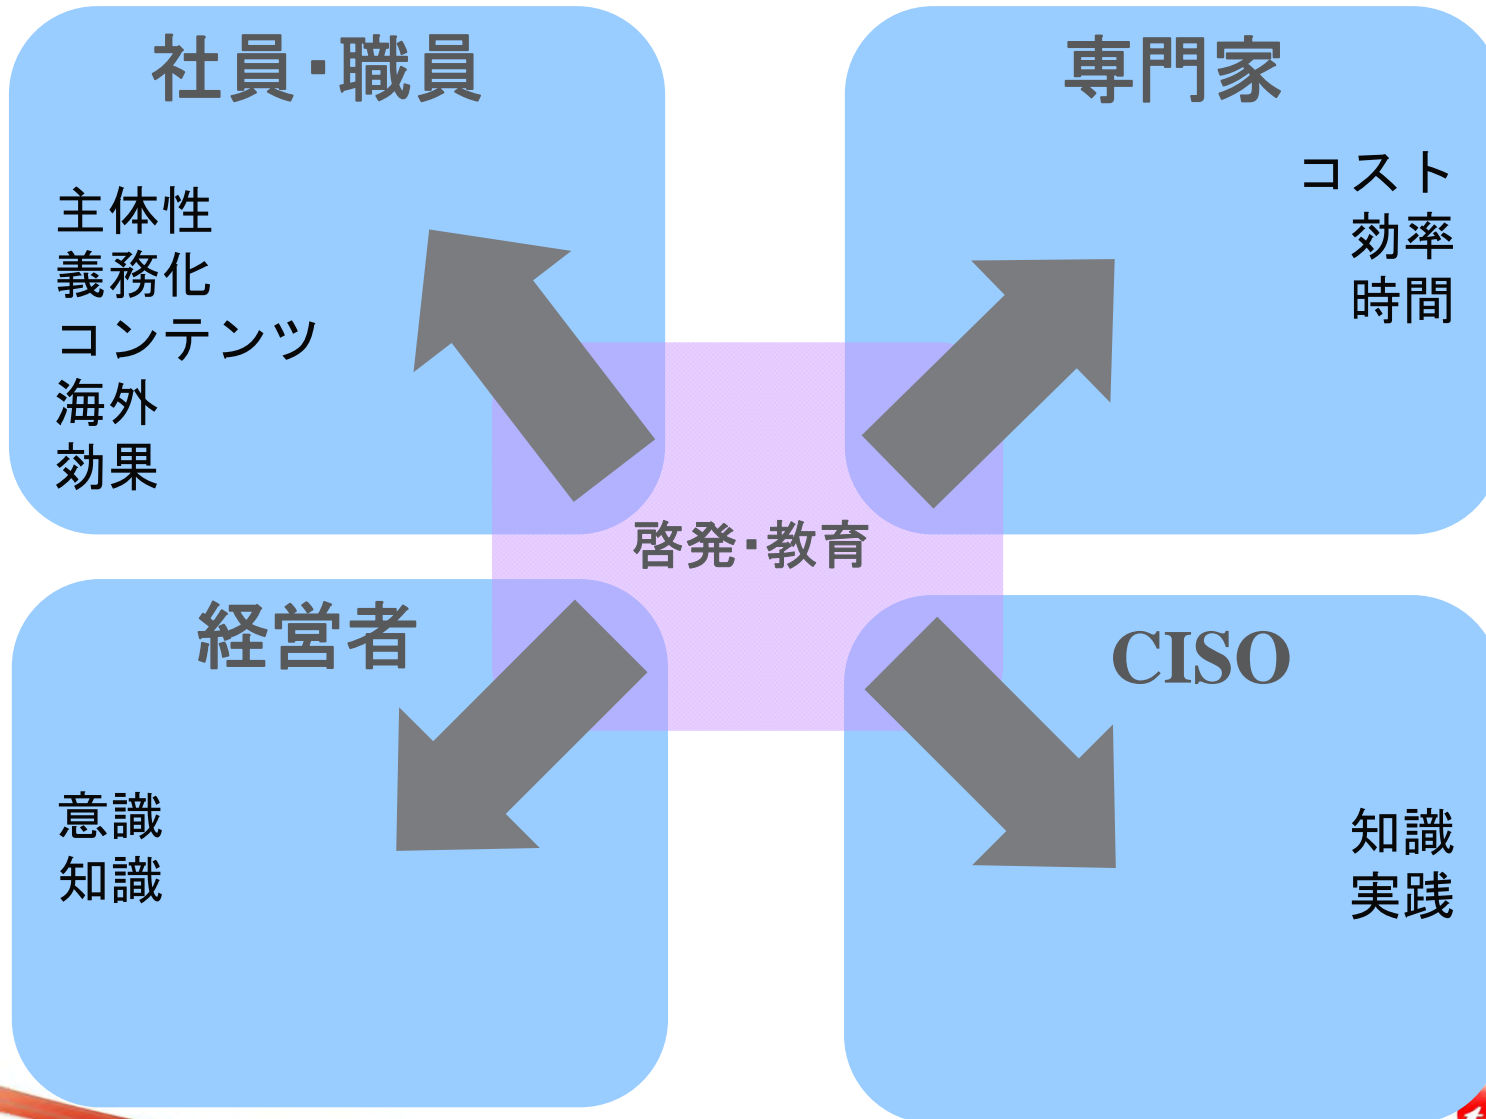 社員・職員
主体性
義務化
コンテンツ
海外
効果
専門家
コスト
効率
時間
啓発・教育
経営者
意識
知識
CISO
知識
実践